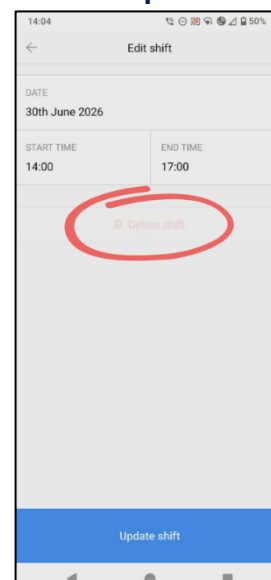 14:04 50%
Edit shift
DATE
30th June 2026
START TIME END TIME
14:00 17:00
Delete shift
Update shift